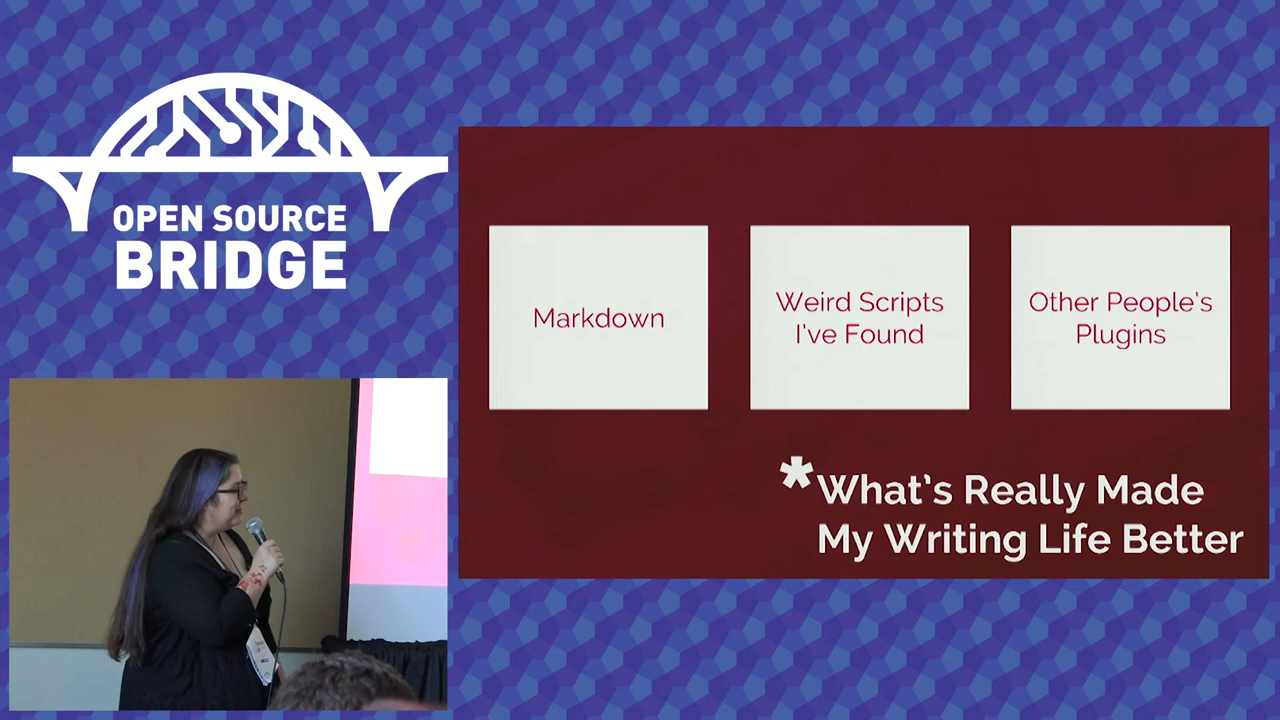 OPEN SOURCE
BRIDGE
Markdown
Weird Scripts
I've Found
Other People's
Plugins
*What's Really Made
My Writing Life Better